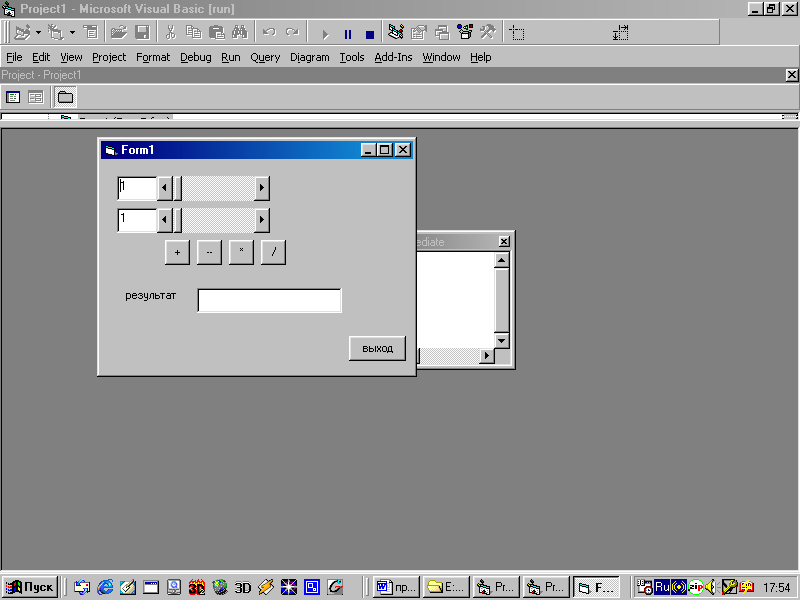 Project1 - Microsoft Visual Basic [run]
File Edit View Project Format Debug Run Query Diagram Tools Add-Ins Window Help
Project - Project1
Form1
1
1
ediate
+ -- * /
результат
выход
Пуск 3D 3D пр... E:... Pr... Pr... F... Ru zip 17:54